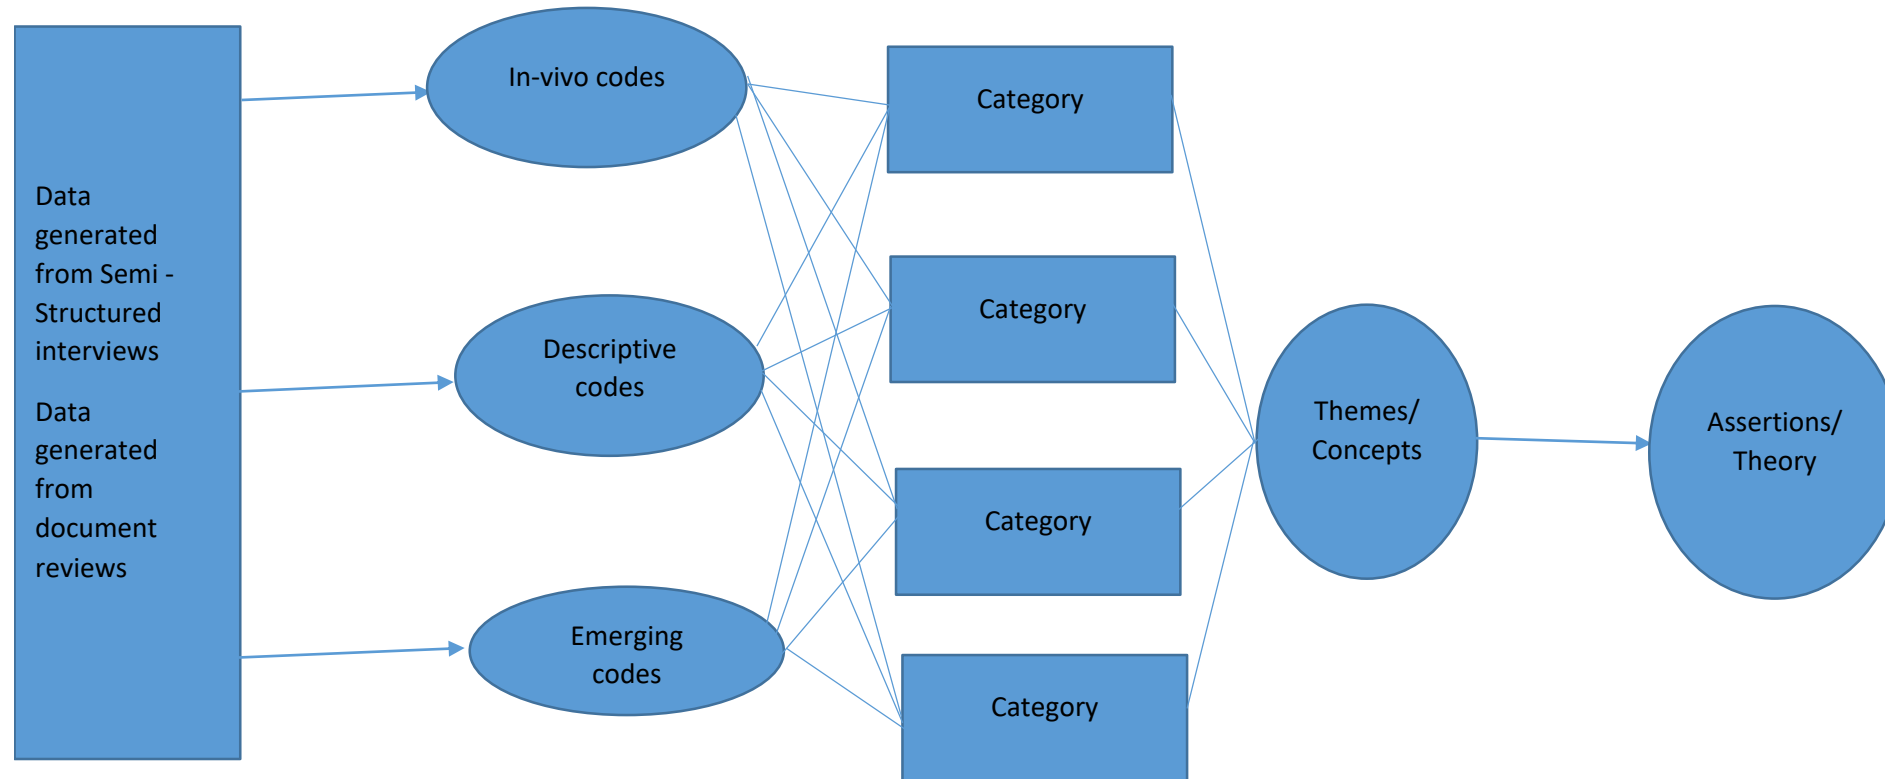 Data
generated
from Semi -
Structured
interviews
Data
generated
from
document
reviews
In-vivo codes
Descriptive
codes
Emerging
codes
Category
Category
Category
Category
Themes/
Concepts
Assertions/
Theory